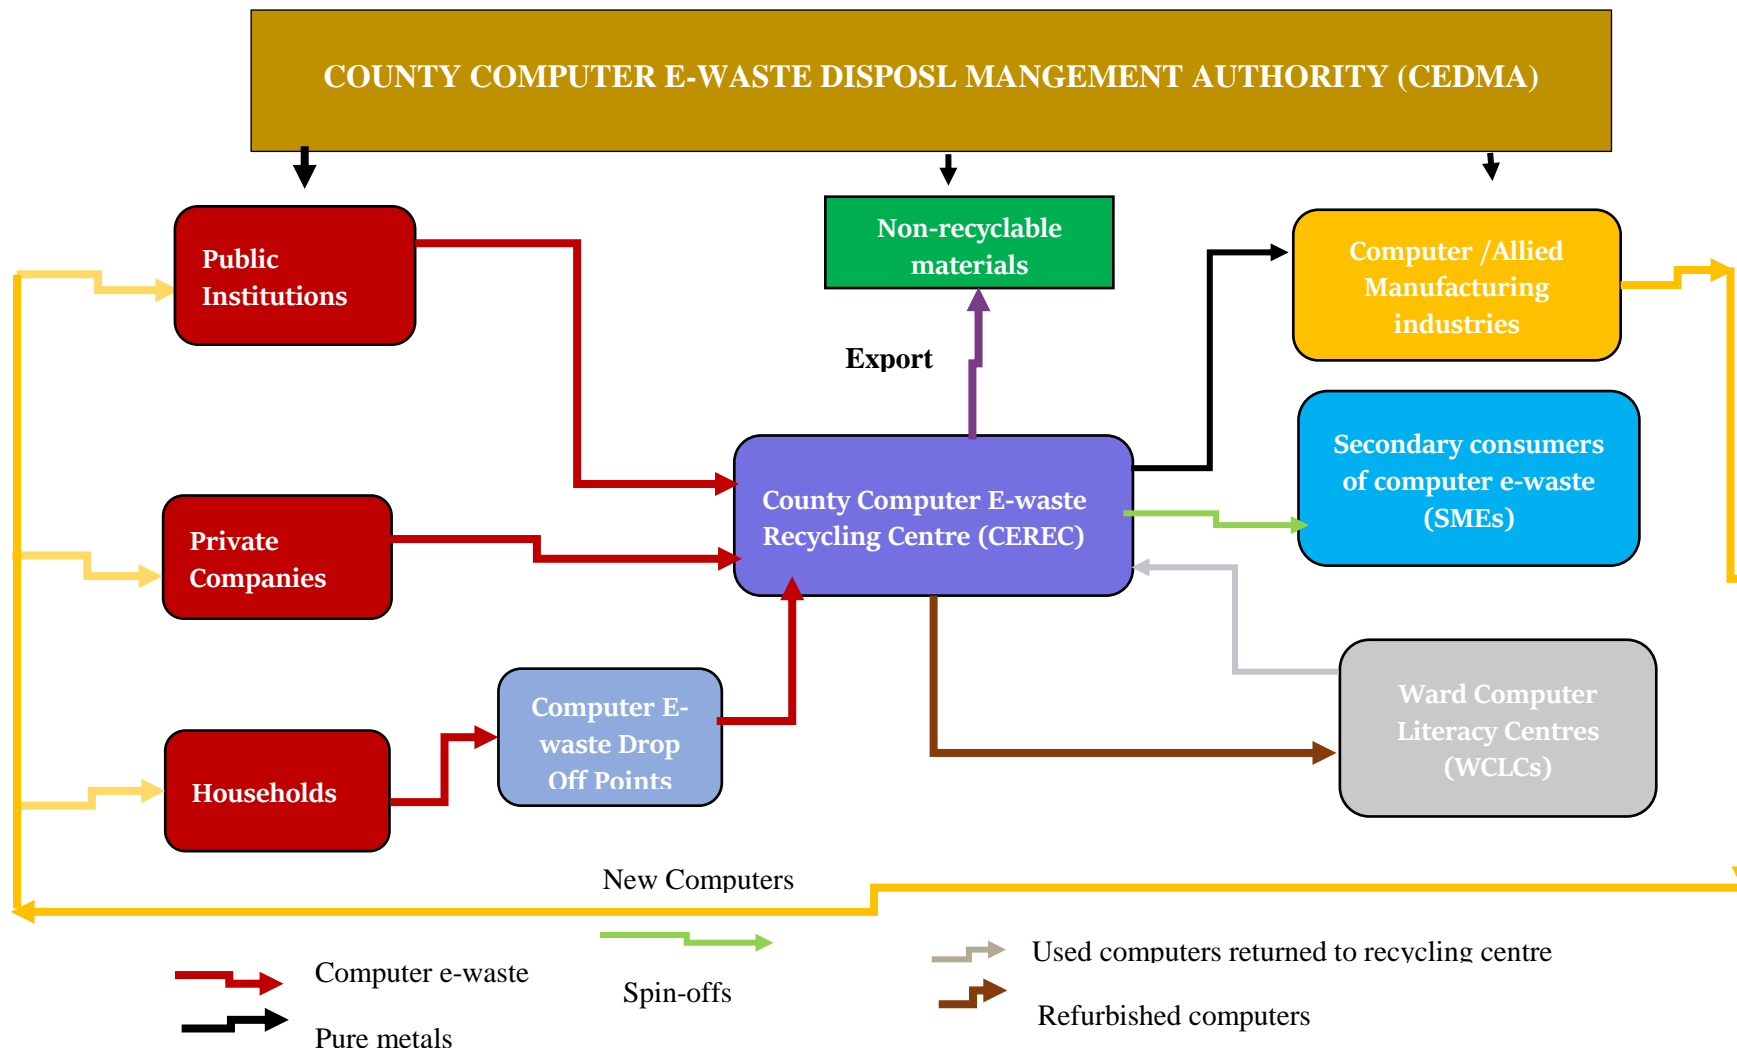 COUNTY COMPUTER E-WASTE DISPOSL MANGEMENT AUTHORITY (CEDMA)
Public
Institutions
Non-recyclable
materials
Computer /Allied
Manufacturing
industries
Export
Secondary consumers
of computer e-waste
(SMEs)
County Computer E-waste
Recycling Centre (CEREC)
Private
Companies
Computer E-
waste Drop
Off Points
Ward Computer
Literacy Centres
(WCLCs)
Households
New Computers
Computer e-waste
Pure metals
Spin-offs
Used computers returned to recycling centre
Refurbished computers